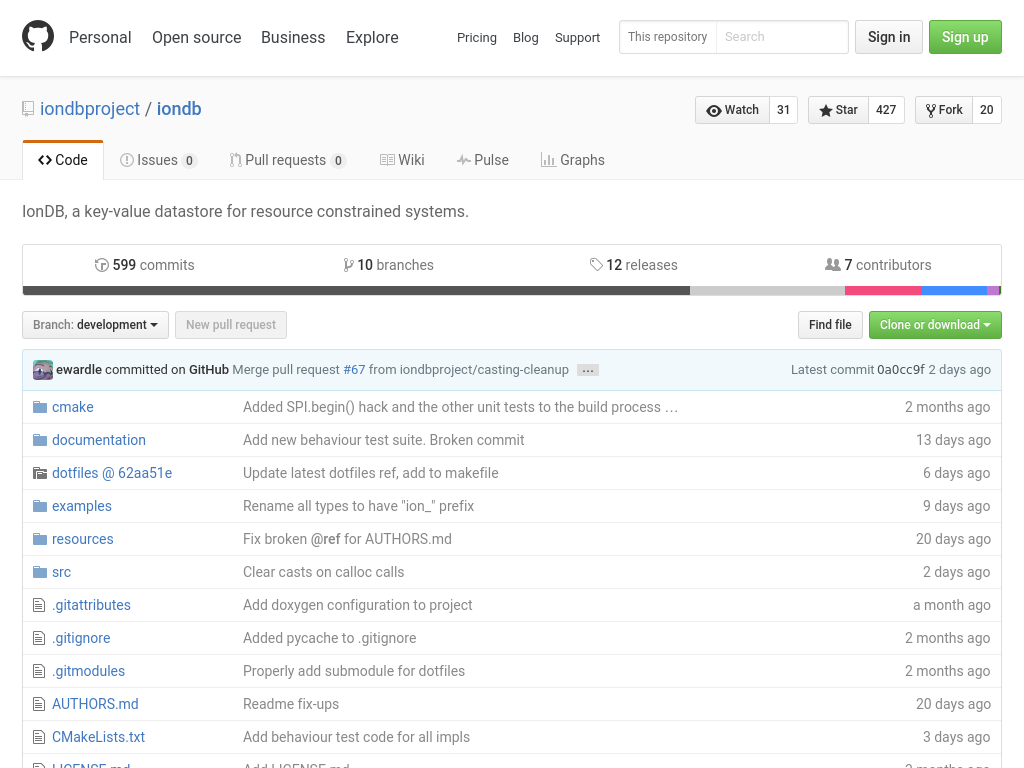 Personal Open source Business Explore Pricing Blog Support This repository Search Sign in Sign up
iondbproject / iondb Watch 31 Star 427 Fork 20
Code Issues 0 Pull requests 0 Wiki Pulse Graphs
IonDB, a key-value datastore for resource constrained systems.
599 commits 10 branches 12 releases 7 contributors
Branch: development New pull request Find file Clone or download
ewardle committed on GitHub Merge pull request #67 from iondbproject/casting-cleanup … Latest commit 0a0cc9f 2 days ago
cmake Added SPI.begin() hack and the other unit tests to the build process … 2 months ago
documentation Add new behaviour test suite. Broken commit 13 days ago
dotfiles @ 62aa51e Update latest dotfiles ref, add to makefile 6 days ago
examples Rename all types to have "ion_" prefix 9 days ago
resources Fix broken @ref for AUTHORS.md 20 days ago
src Clear casts on calloc calls 2 days ago
.gitattributes Add doxygen configuration to project a month ago
.gitignore Added pycache to .gitignore 2 months ago
.gitmodules Properly add submodule for dotfiles 2 months ago
AUTHORS.md Readme fix-ups 20 days ago
CMakeLists.txt Add behaviour test code for all impls 3 days ago
LICENSE.md Add LICENSE.md months ago